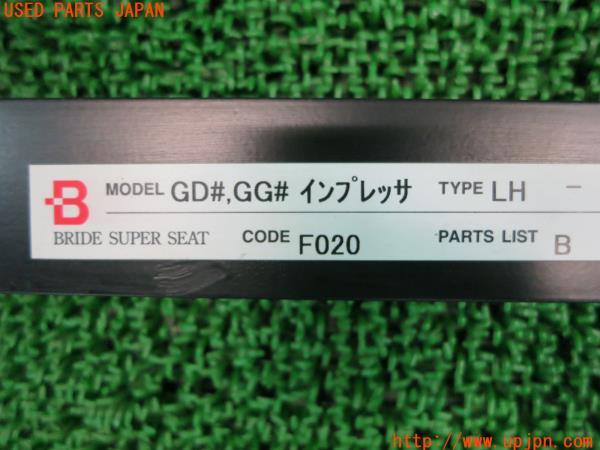 USED PARTS JAPAN
B MODEL GD#,GG# インプレッサ TYPE LH -
BRIDE SUPER SEAT CODE F020 PARTS LIST B
http://www.upjpn.com/